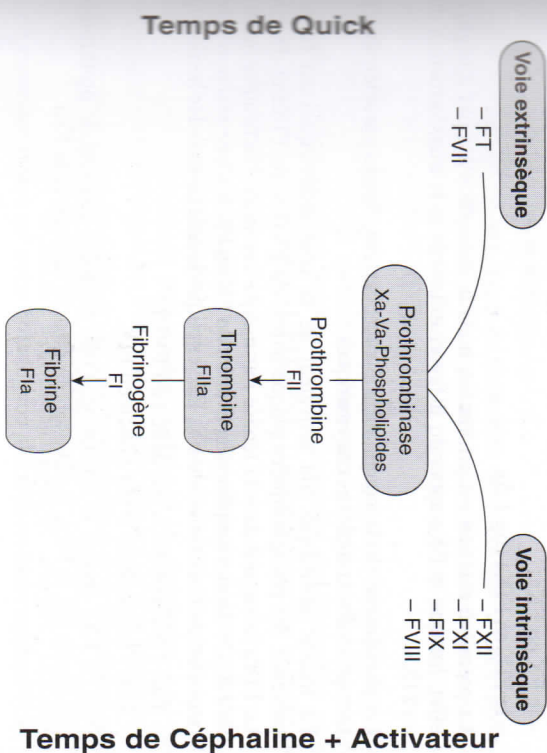 Temps de Quick
Voie extrinsèque
– FT
– FVII
Voie intrinsèque
– FXII
– FXI
– FIX
– FVIII
Prothrombinase
Xa-Va-Phospholipides
Prothrombine
FII
Thrombine
FIIa
Fibrinogène
FI
Fibrine
FIa
Temps de Céphaline + Activateur